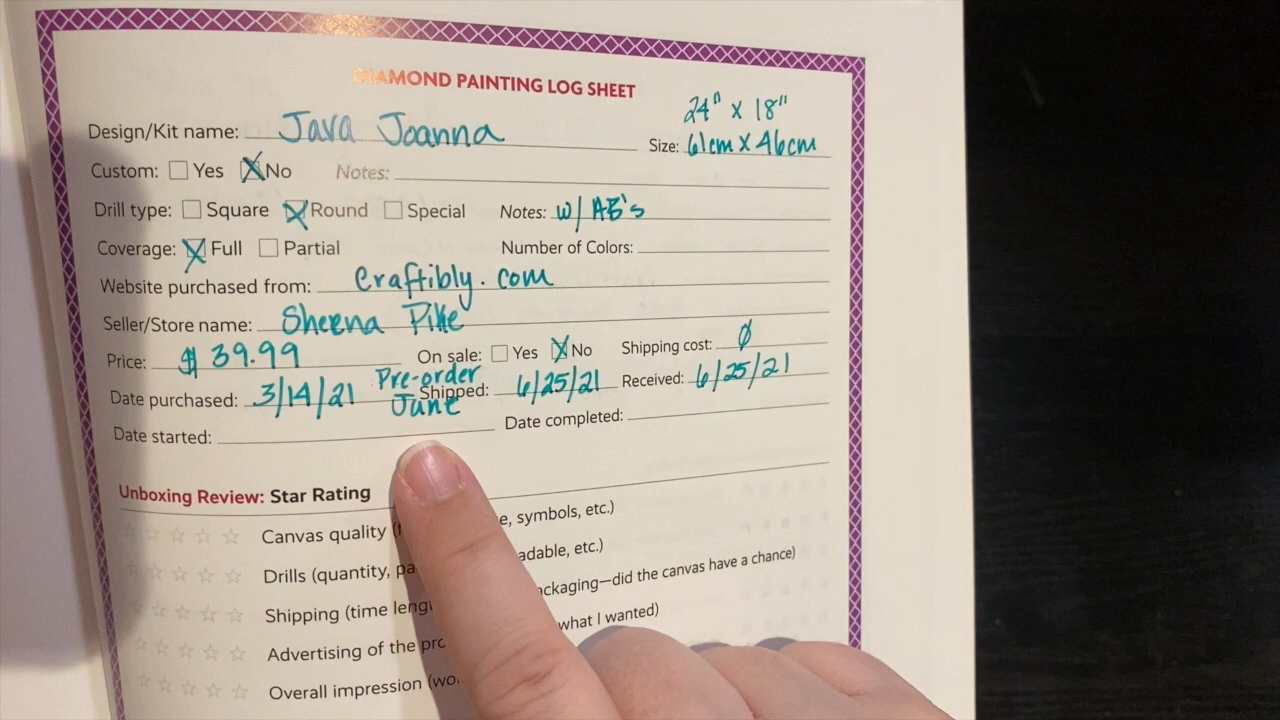 DIAMOND PAINTING LOG SHEET
24" x 18"
Design/Kit name: Java Joanna Size: 61cm x 46cm
Custom: Yes No Notes:
Drill type: Square Round Special Notes: w/ AB's
Coverage: Full Partial Number of Colors:
Website purchased from: Craftibly.com
Seller/Store name: Sheena Pike
Price: $ 39.99 On sale: Yes No Shipping cost: 0
Date purchased: 3/14/21 Pre-order June Shipped: 6/25/21 Received: 6/25/21
Date started: Date completed:
Unboxing Review: Star Rating
Canvas quality ( symbols, etc.)
Drills (quantity, etc.)
Shipping (time did the canvas have a chance)
Advertising of the what I wanted)
Overall impression